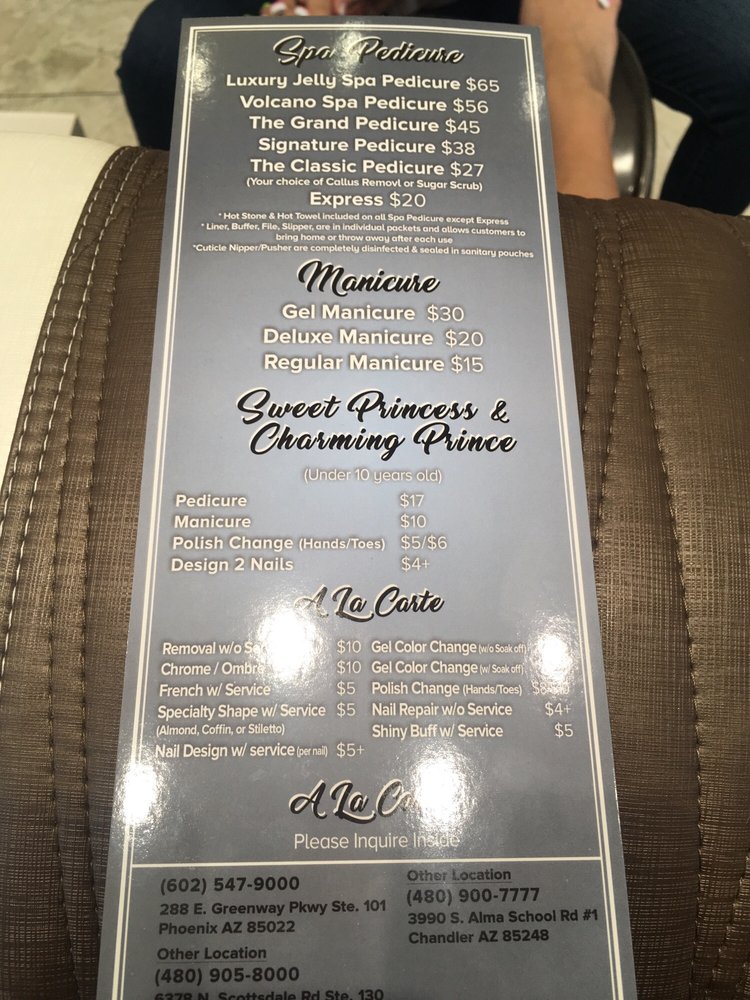 Spa Pedicure
Luxury Jelly Spa Pedicure $65
Volcano Spa Pedicure $56
The Grand Pedicure $45
Signature Pedicure $38
The Classic Pedicure $27
(Your choice of Callus Removl or Sugar Scrub)
Express $20
* Hot Stone & Hot Towel included on all Spa Pedicure except Express
* Liner, Buffer, File, Slipper, are in individual packets and allows customers to
bring home or throw away after each use
*Cuticle Nipper/Pusher are completely disinfected & sealed in sanitary pouches
Manicure
Gel Manicure $30
Deluxe Manicure $20
Regular Manicure $15
Sweet Princess &
Charming Prince
(Under 10 years old)
Pedicure $17
Manicure $10
Polish Change (Hands/Toes) $5/$6
Design 2 Nails $4+
A La Carte
Removal w/o $10
Chrome / Ombre $10
French w/ Service $5
Specialty Shape w/ Service $5
(Almond, Coffin, or Stiletto)
Nail Design w/ service (per nail) $5+
Gel Color Change (w/o Soak off)
Gel Color Change (w/ Soak off)
Polish Change (Hands/Toes)
Nail Repair w/o Service $4+
Shiny Buff w/ Service $5
A La
Please Inquire Inside
(602) 547-9000
288 E. Greenway Pkwy Ste. 101
Phoenix AZ 85022
Other Location
(480) 905-8000
6378 N. Scottsdale Rd Ste. 130
Other Location
(480) 900-7777
3990 S. Alma School Rd #1
Chandler AZ 85248